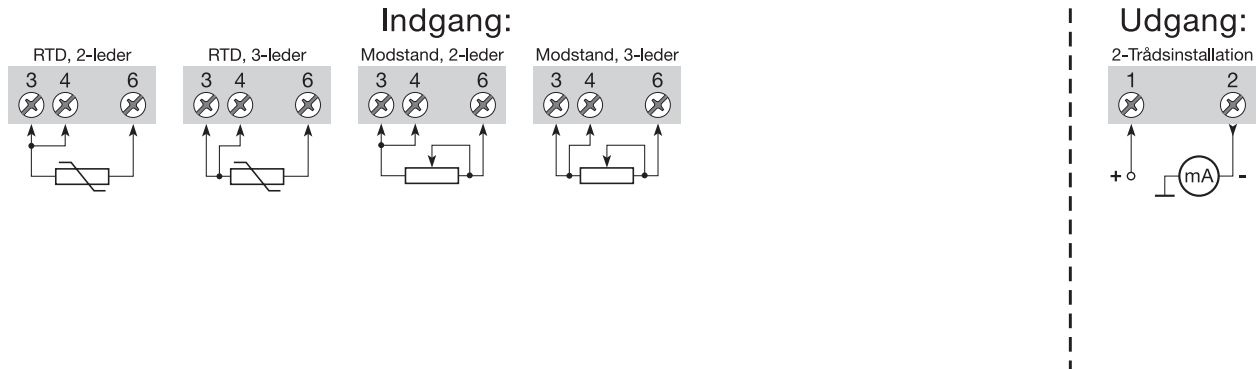 Indgang:
RTD, 2-leder
3 4 6
RTD, 3-leder
3 4 6
Modstand, 2-leder
3 4 6
Modstand, 3-leder
3 4 6
Udgang:
2-Trådsinstallation
1 2
+ mA -